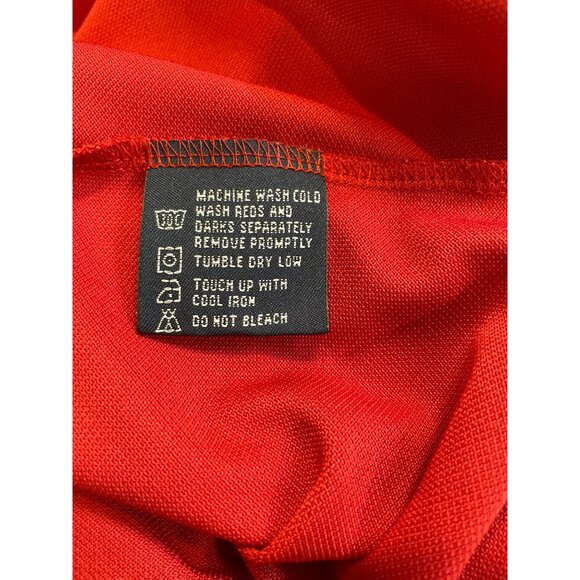 MACHINE WASH COLD
WASH REDS AND
DARKS SEPARATELY
REMOVE PROMPTLY
TUMBLE DRY LOW
TOUCH UP WITH
COOL IRON
DO NOT BLEACH